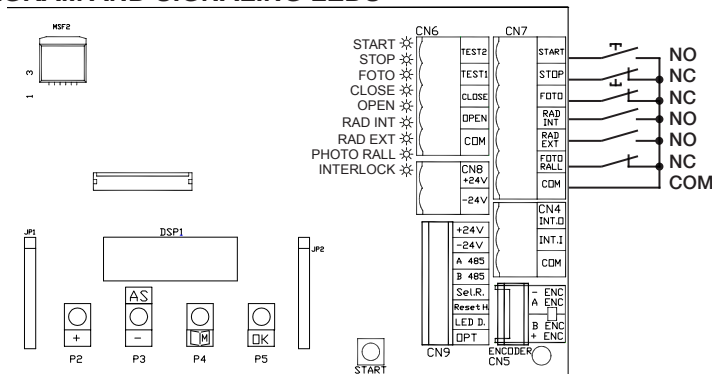 MSF2
3
1
JP1
DSP1
JP2
AS
+
-
M
OK
P2
P3
P4
P5
START
START
STOP
FOTO
CLOSE
OPEN
RAD INT
RAD EXT
PHOTO RALL
INTERLOCK
CN6
TEST2
TEST1
CLOSE
OPEN
COM
CN8
+24V
-24V
+24V
-24V
A 485
B 485
Sel.R.
Reset H.
LED D.
OPT
CN9
CN7
START
STOP
FOTO
RAD
INT
RAD
EXT
FOTO
RALL
COM
CN4
INT.O
INT.I
COM
- ENC
A ENC
B ENC
+ ENC
ENCODER
CN5
NO
NC
NC
NO
NO
NC
COM